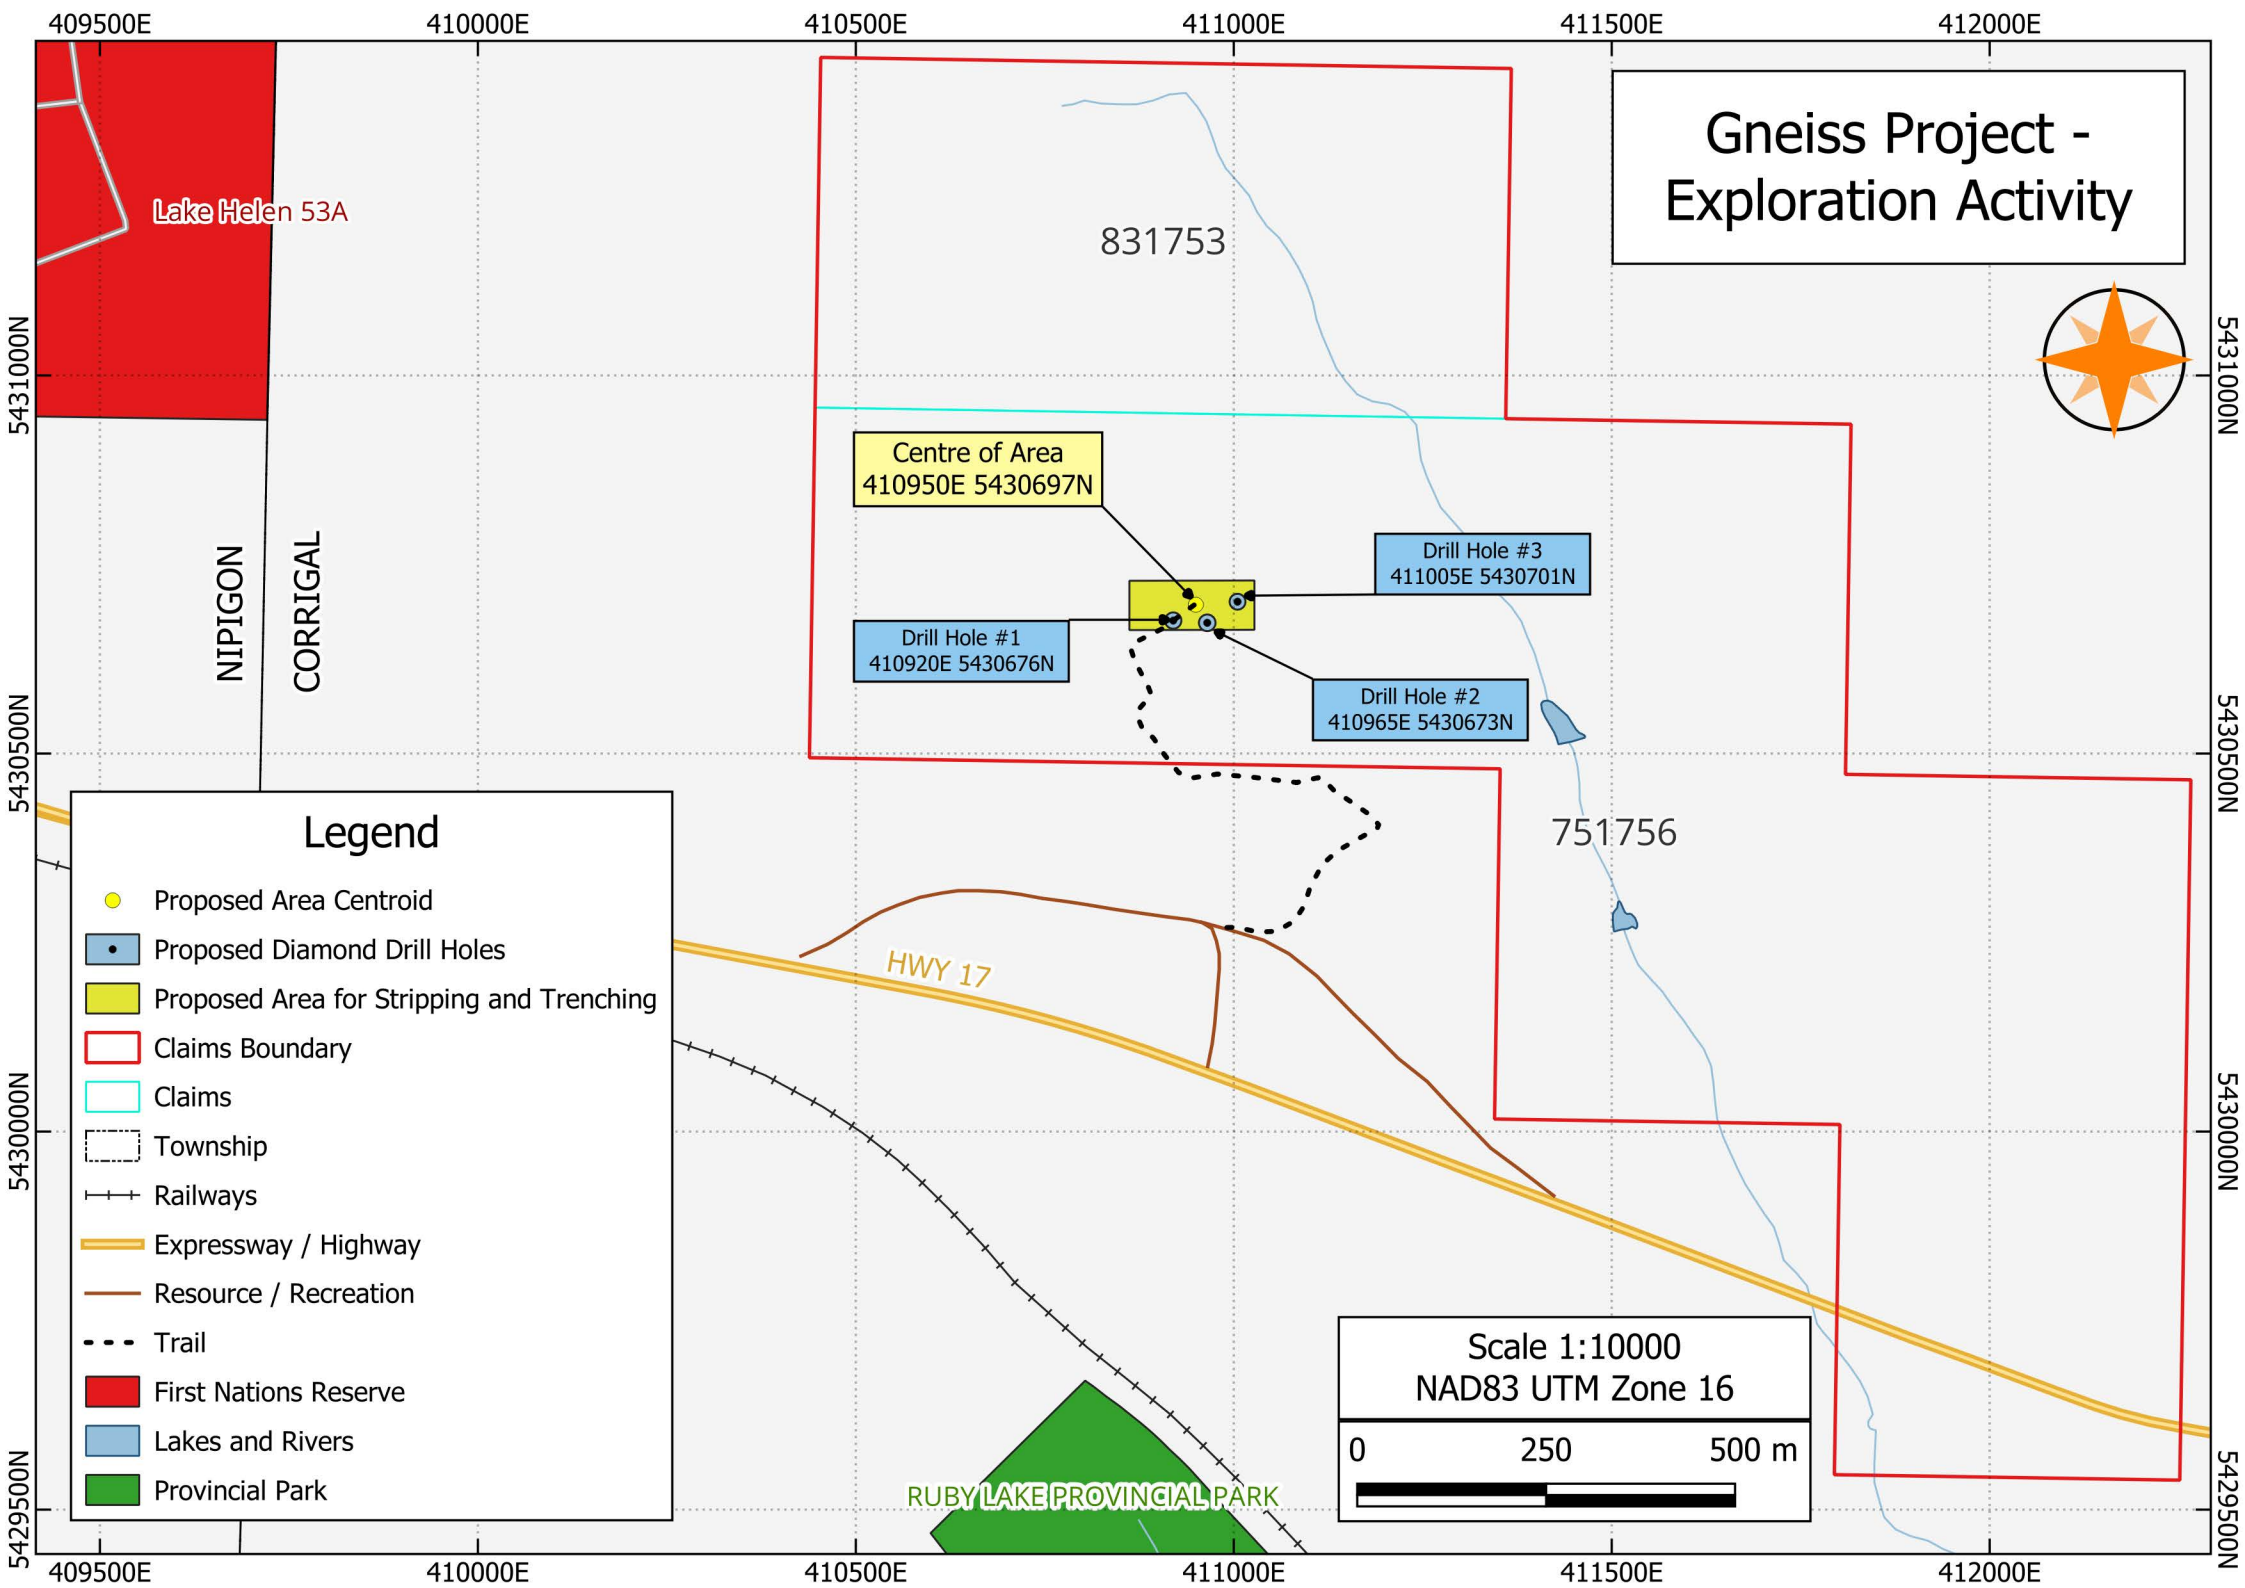 409500E 410000E 410500E 411000E 411500E 412000E
Gneiss Project -
Exploration Activity
Lake Helen 53A
831753
5431000N
5431000N
Centre of Area
410950E 5430697N
Drill Hole #3
411005E 5430701N
NIPIGON
CORRIGAL
Drill Hole #1
410920E 5430676N
Drill Hole #2
410965E 5430673N
5430500N
5430500N
751756
HWY 17
Legend
Proposed Area Centroid
Proposed Diamond Drill Holes
Proposed Area for Stripping and Trenching
Claims Boundary
Claims
Township
Railways
Expressway / Highway
Resource / Recreation
Trail
First Nations Reserve
Lakes and Rivers
Provincial Park
5430000N
5430000N
Scale 1:10000
NAD83 UTM Zone 16
0 250 500 m
RUBY LAKE PROVINCIAL PARK
5429500N
5429500N
409500E 410000E 410500E 411000E 411500E 412000E